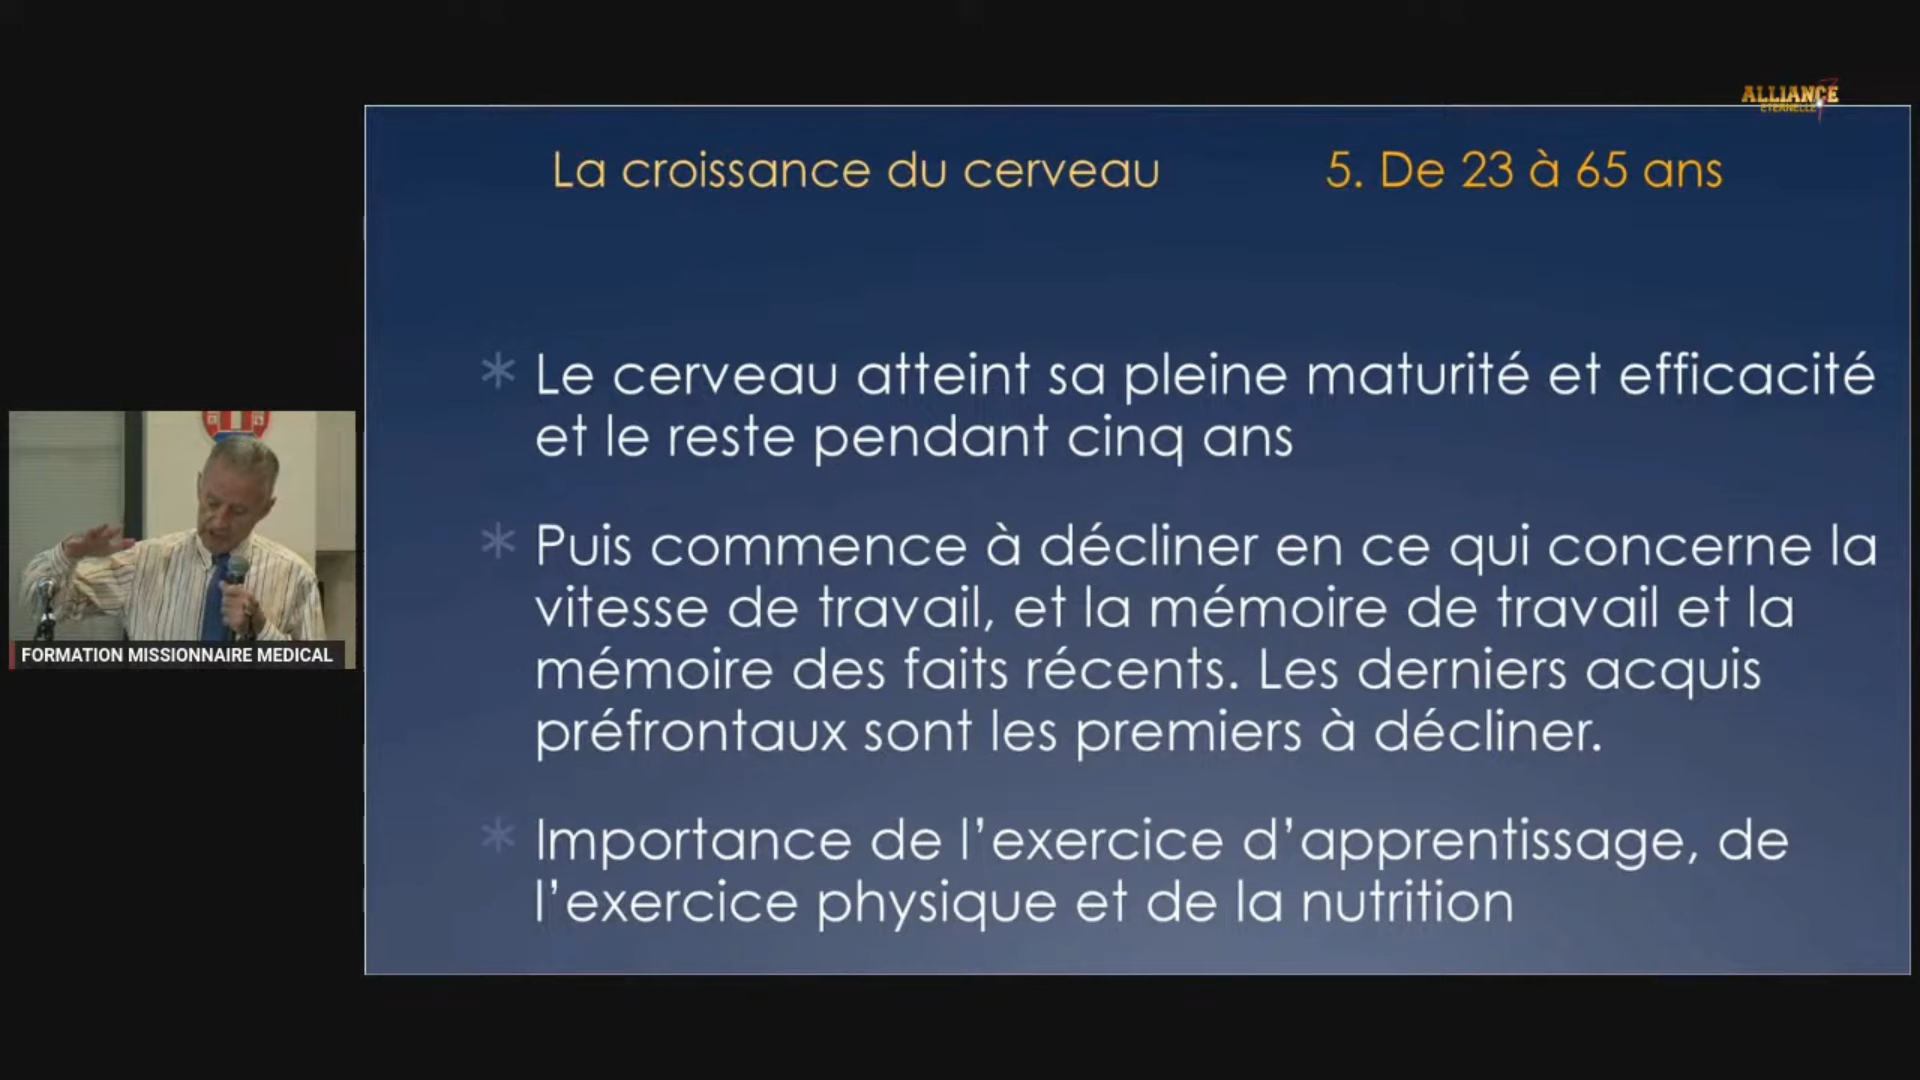 ALLIANCE
ÉTERNELLE
La croissance du cerveau
5. De 23 à 65 ans
* Le cerveau atteint sa pleine maturité et efficacité
et le reste pendant cinq ans
* Puis commence à décliner en ce qui concerne la
vitesse de travail, et la mémoire de travail et la
mémoire des faits récents. Les derniers acquis
préfrontaux sont les premiers à décliner.
* Importance de l’exercice d’apprentissage, de
l’exercice physique et de la nutrition
FORMATION MISSIONNAIRE MEDICAL